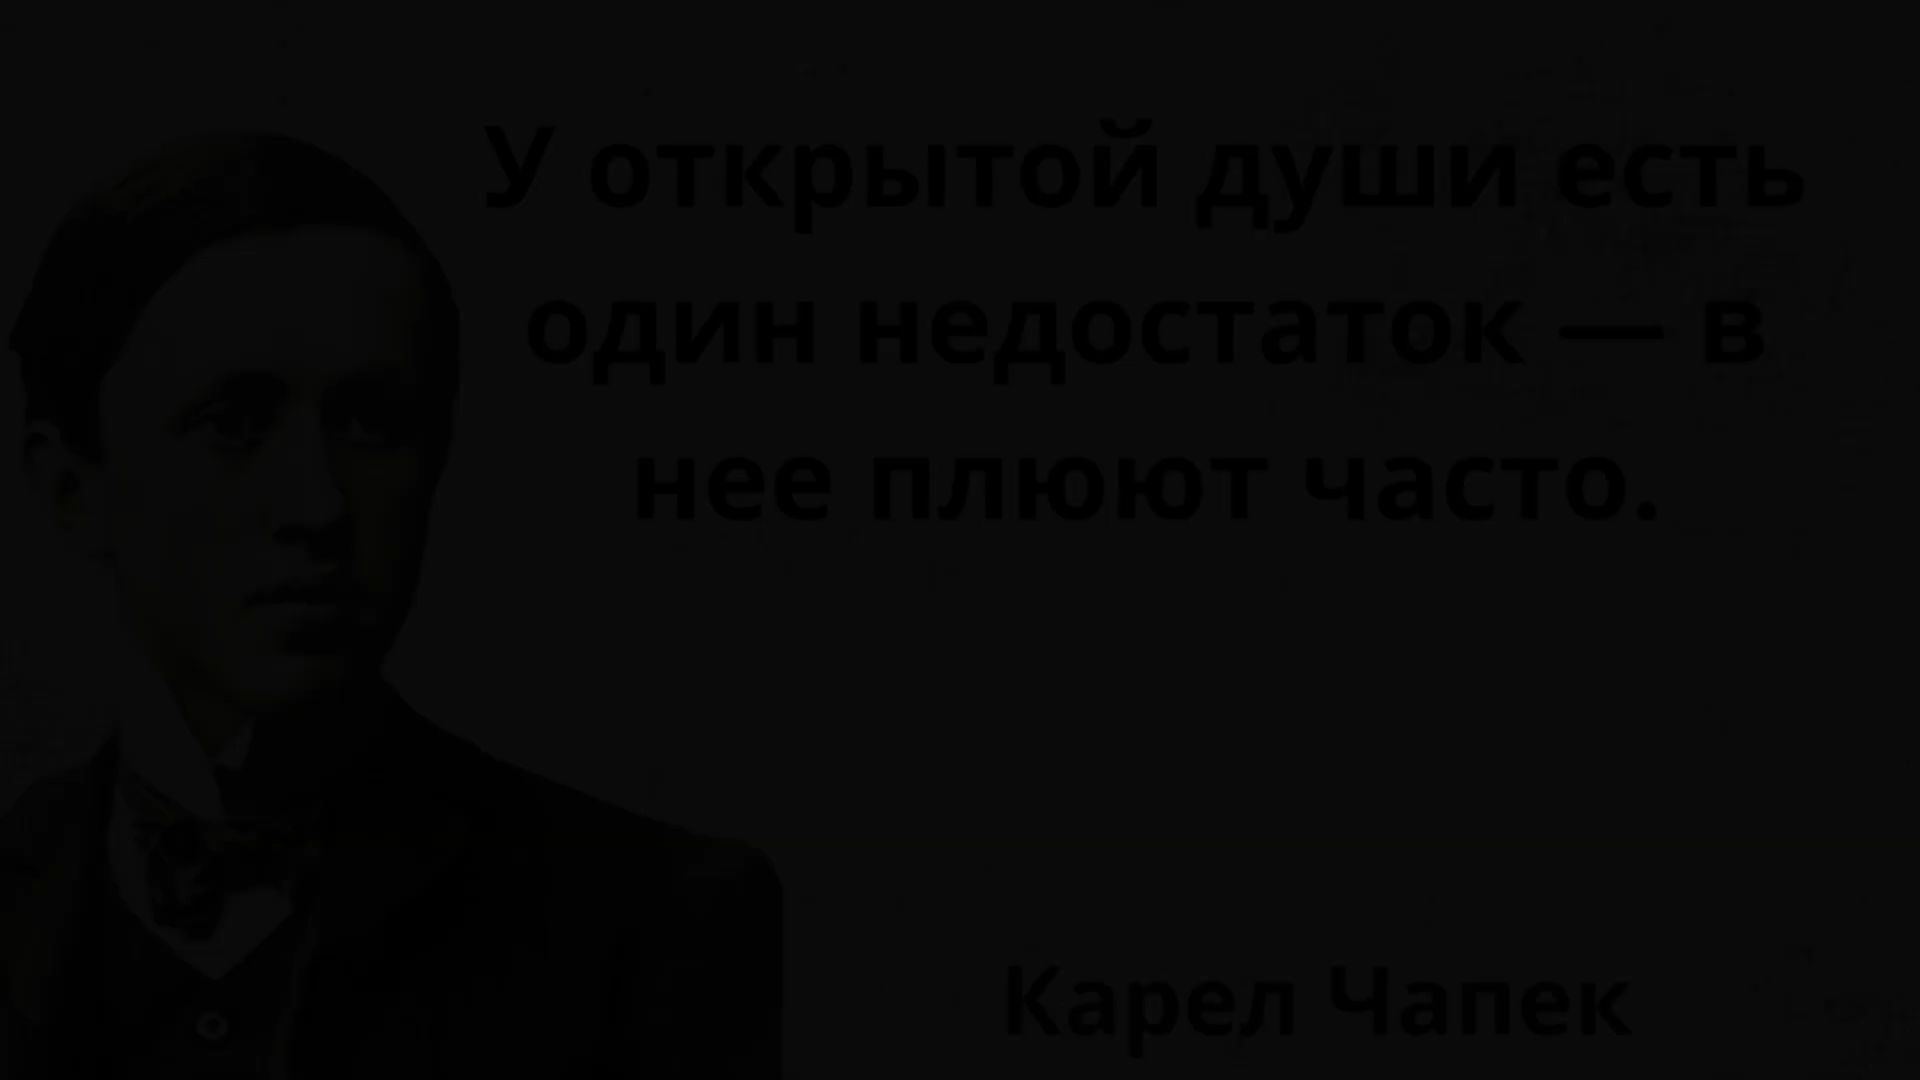 У открытой души есть
один недостаток — в
нее плюют часто.
Карел Чапек